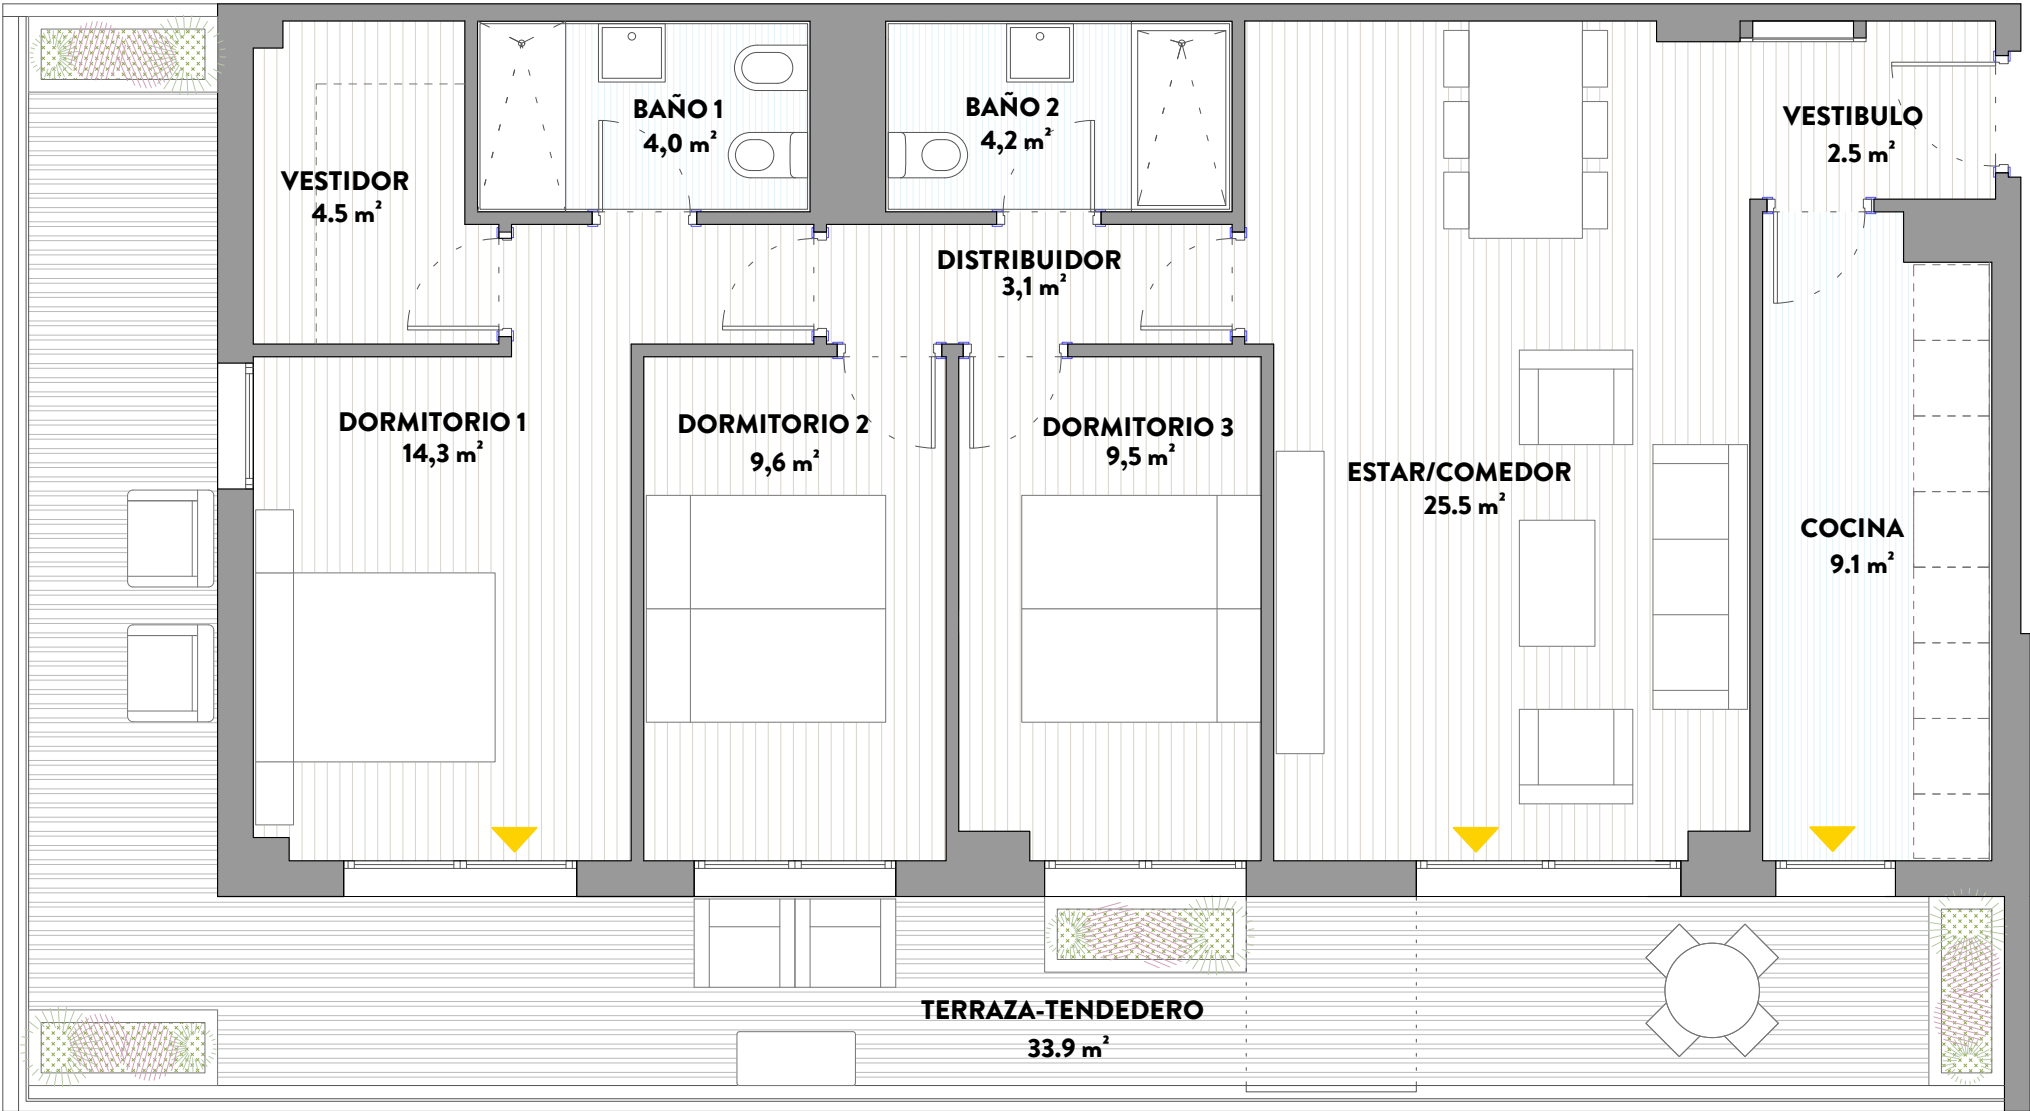 BAÑO 1
4,0 m²
BAÑO 2
4,2 m²
VESTIBULO
2.5 m²
VESTIDOR
4.5 m²
DISTRIBUIDOR
3,1 m²
DORMITORIO 1
14,3 m²
DORMITORIO 2
9,6 m²
DORMITORIO 3
9,5 m²
ESTAR/COMEDOR
25.5 m²
COCINA
9.1 m²
TERRAZA-TENDEDERO
33.9 m²